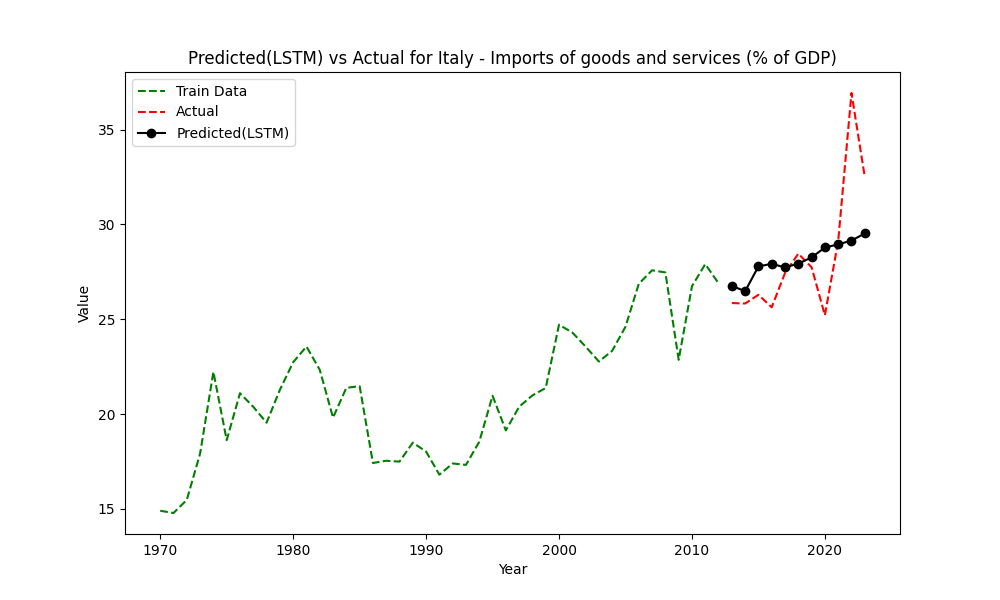 Predicted(LSTM) vs Actual for Italy - Imports of goods and services (% of GDP)
Train Data
Actual
Predicted(LSTM)
Value
35
30
25
20
15
1970
1980
1990
2000
2010
2020
Year